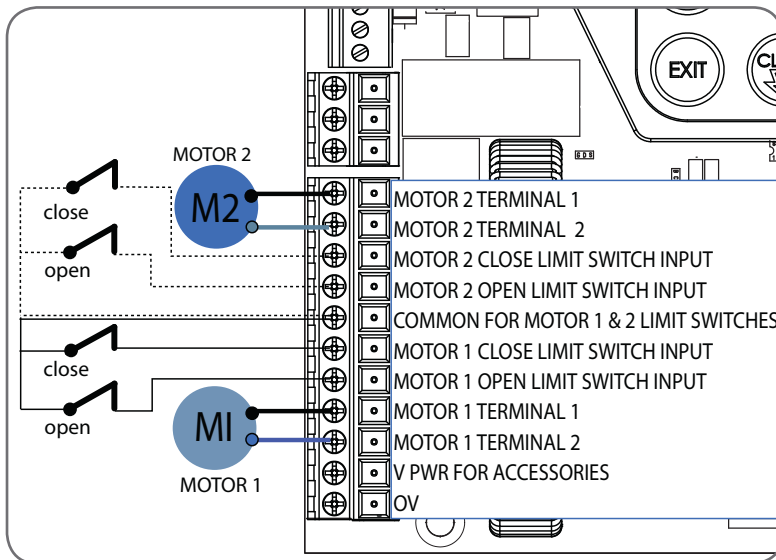 EXIT
MOTOR 2
M2
close
open
MOTOR 2 TERMINAL 1
MOTOR 2 TERMINAL 2
MOTOR 2 CLOSE LIMIT SWITCH INPUT
MOTOR 2 OPEN LIMIT SWITCH INPUT
COMMON FOR MOTOR 1 & 2 LIMIT SWITCHES
MOTOR 1 CLOSE LIMIT SWITCH INPUT
MOTOR 1 OPEN LIMIT SWITCH INPUT
MOTOR 1 TERMINAL 1
MOTOR 1 TERMINAL 2
V PWR FOR ACCESSORIES
OV
close
open
MI
MOTOR 1